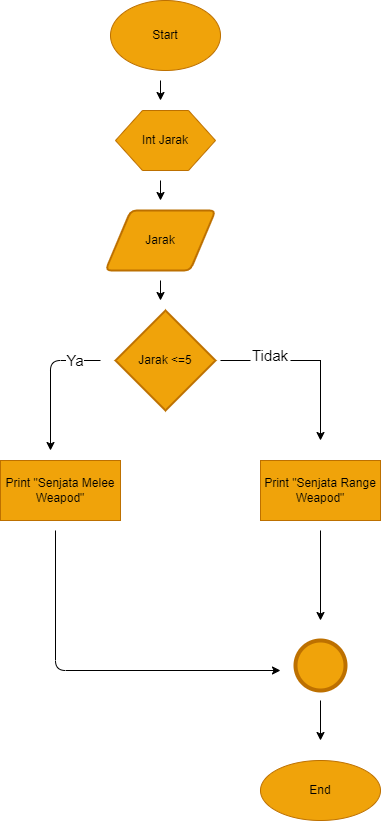 Start
Int Jarak
Jarak
Jarak <=5
Ya
Tidak
Print "Senjata Melee
Weapod"
Print "Senjata Range
Weapod"
End